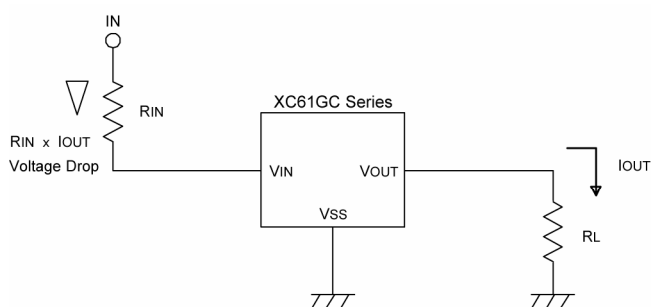 IN
RIN
RIN x IOUT
Voltage Drop
XC61GC Series
VIN
VOUT
VSS
IOUT
RL